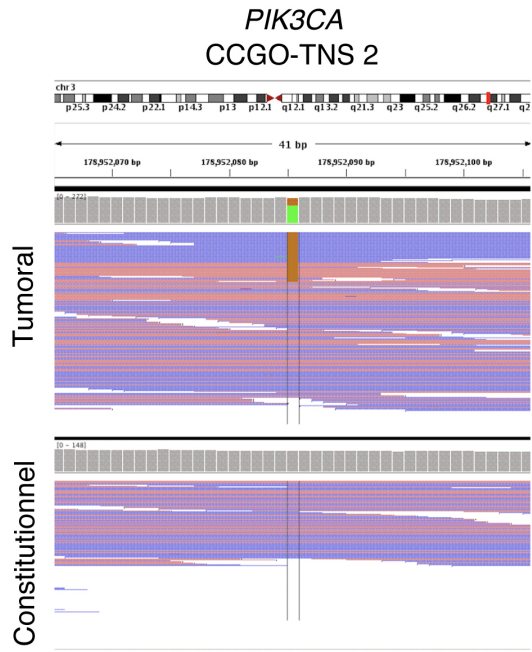 PIK3CA
CCGO-TNS 2
chr3
p25.3 p24.2 p22.1 p14.3 p13 p12.1 q12.1 q13.2 q21.3 q23 q25.2 q26.2 q27.1 q2
41 bp
178,952,070 bp 178,952,080 bp 178,952,090 bp 178,952,100 bp
[0 - 272]
Tumoral
[0 - 148]
Constitutionnel